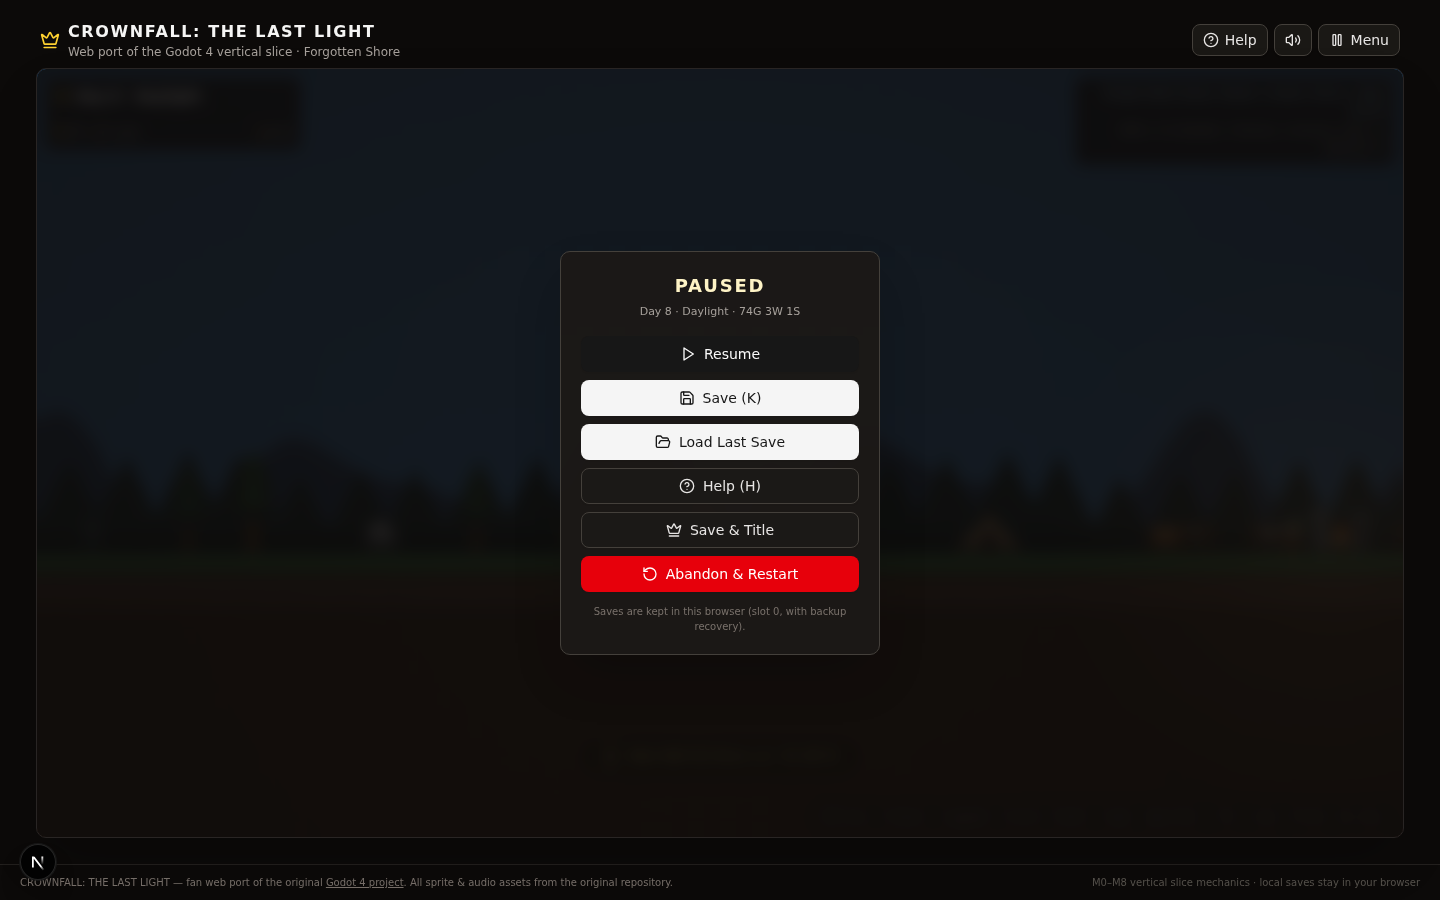 CROWNFALL: THE LAST LIGHT
Web port of the Godot 4 vertical slice · Forgotten Shore
Help
Menu
PAUSED
Day 8 · Daylight · 74G 3W 1S
Resume
Save (K)
Load Last Save
Help (H)
Save & Title
Abandon & Restart
Saves are kept in this browser (slot 0, with backup
recovery).
N
CROWNFALL: THE LAST LIGHT — fan web port of the original Godot 4 project. All sprite & audio assets from the original repository.
M0–M8 vertical slice mechanics · local saves stay in your browser